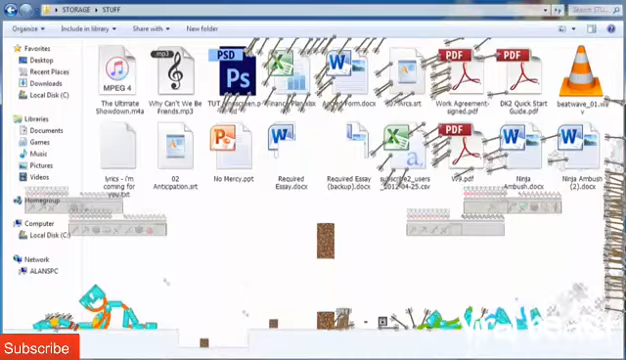 STORAGE ▸ STUFF
Search STU...
Organize
Include in library
Share with
New folder
Favorites
Desktop
Recent Places
Downloads
Local Disk (C)
Libraries
Documents
Games
Music
Pictures
Videos
Homegroup
Computer
Local Disk (C:
Network
ALANSPC
MPEG 4
mp3
PSD
Ps
PDF
PDF
The Ultimate Showdown.m4a
Why Can't We Be Friends.mp3
Work Agreement-signed.pdf
DK2 Quick Start Guide.pdf
beatwave_01.wav
PDF
lyrics - i'm coming for you.txt
02 Anticipation.srt
No Mercy.ppt
Required Essay.docx
Required Essay (backup).docx
Ninja Ambush.docx
Ninja Ambush (2).docx
Subscribe